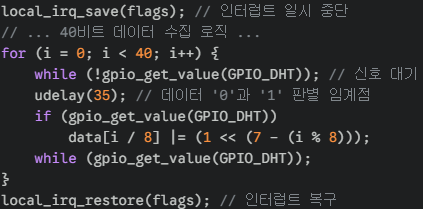 local_irq_save(flags); // 인터럽트 일시 중단
// ... 40비트 데이터 수집 로직 ...
for (i = 0; i < 40; i++) {
    while (!gpio_get_value(GPIO_DHT)); // 신호 대기
    udelay(35); // 데이터 '0'과 '1' 판별 임계점
    if (gpio_get_value(GPIO_DHT))
        data[i / 8] |= (1 << (7 - (i % 8)));
    while (gpio_get_value(GPIO_DHT));
}
local_irq_restore(flags); // 인터럽트 복구